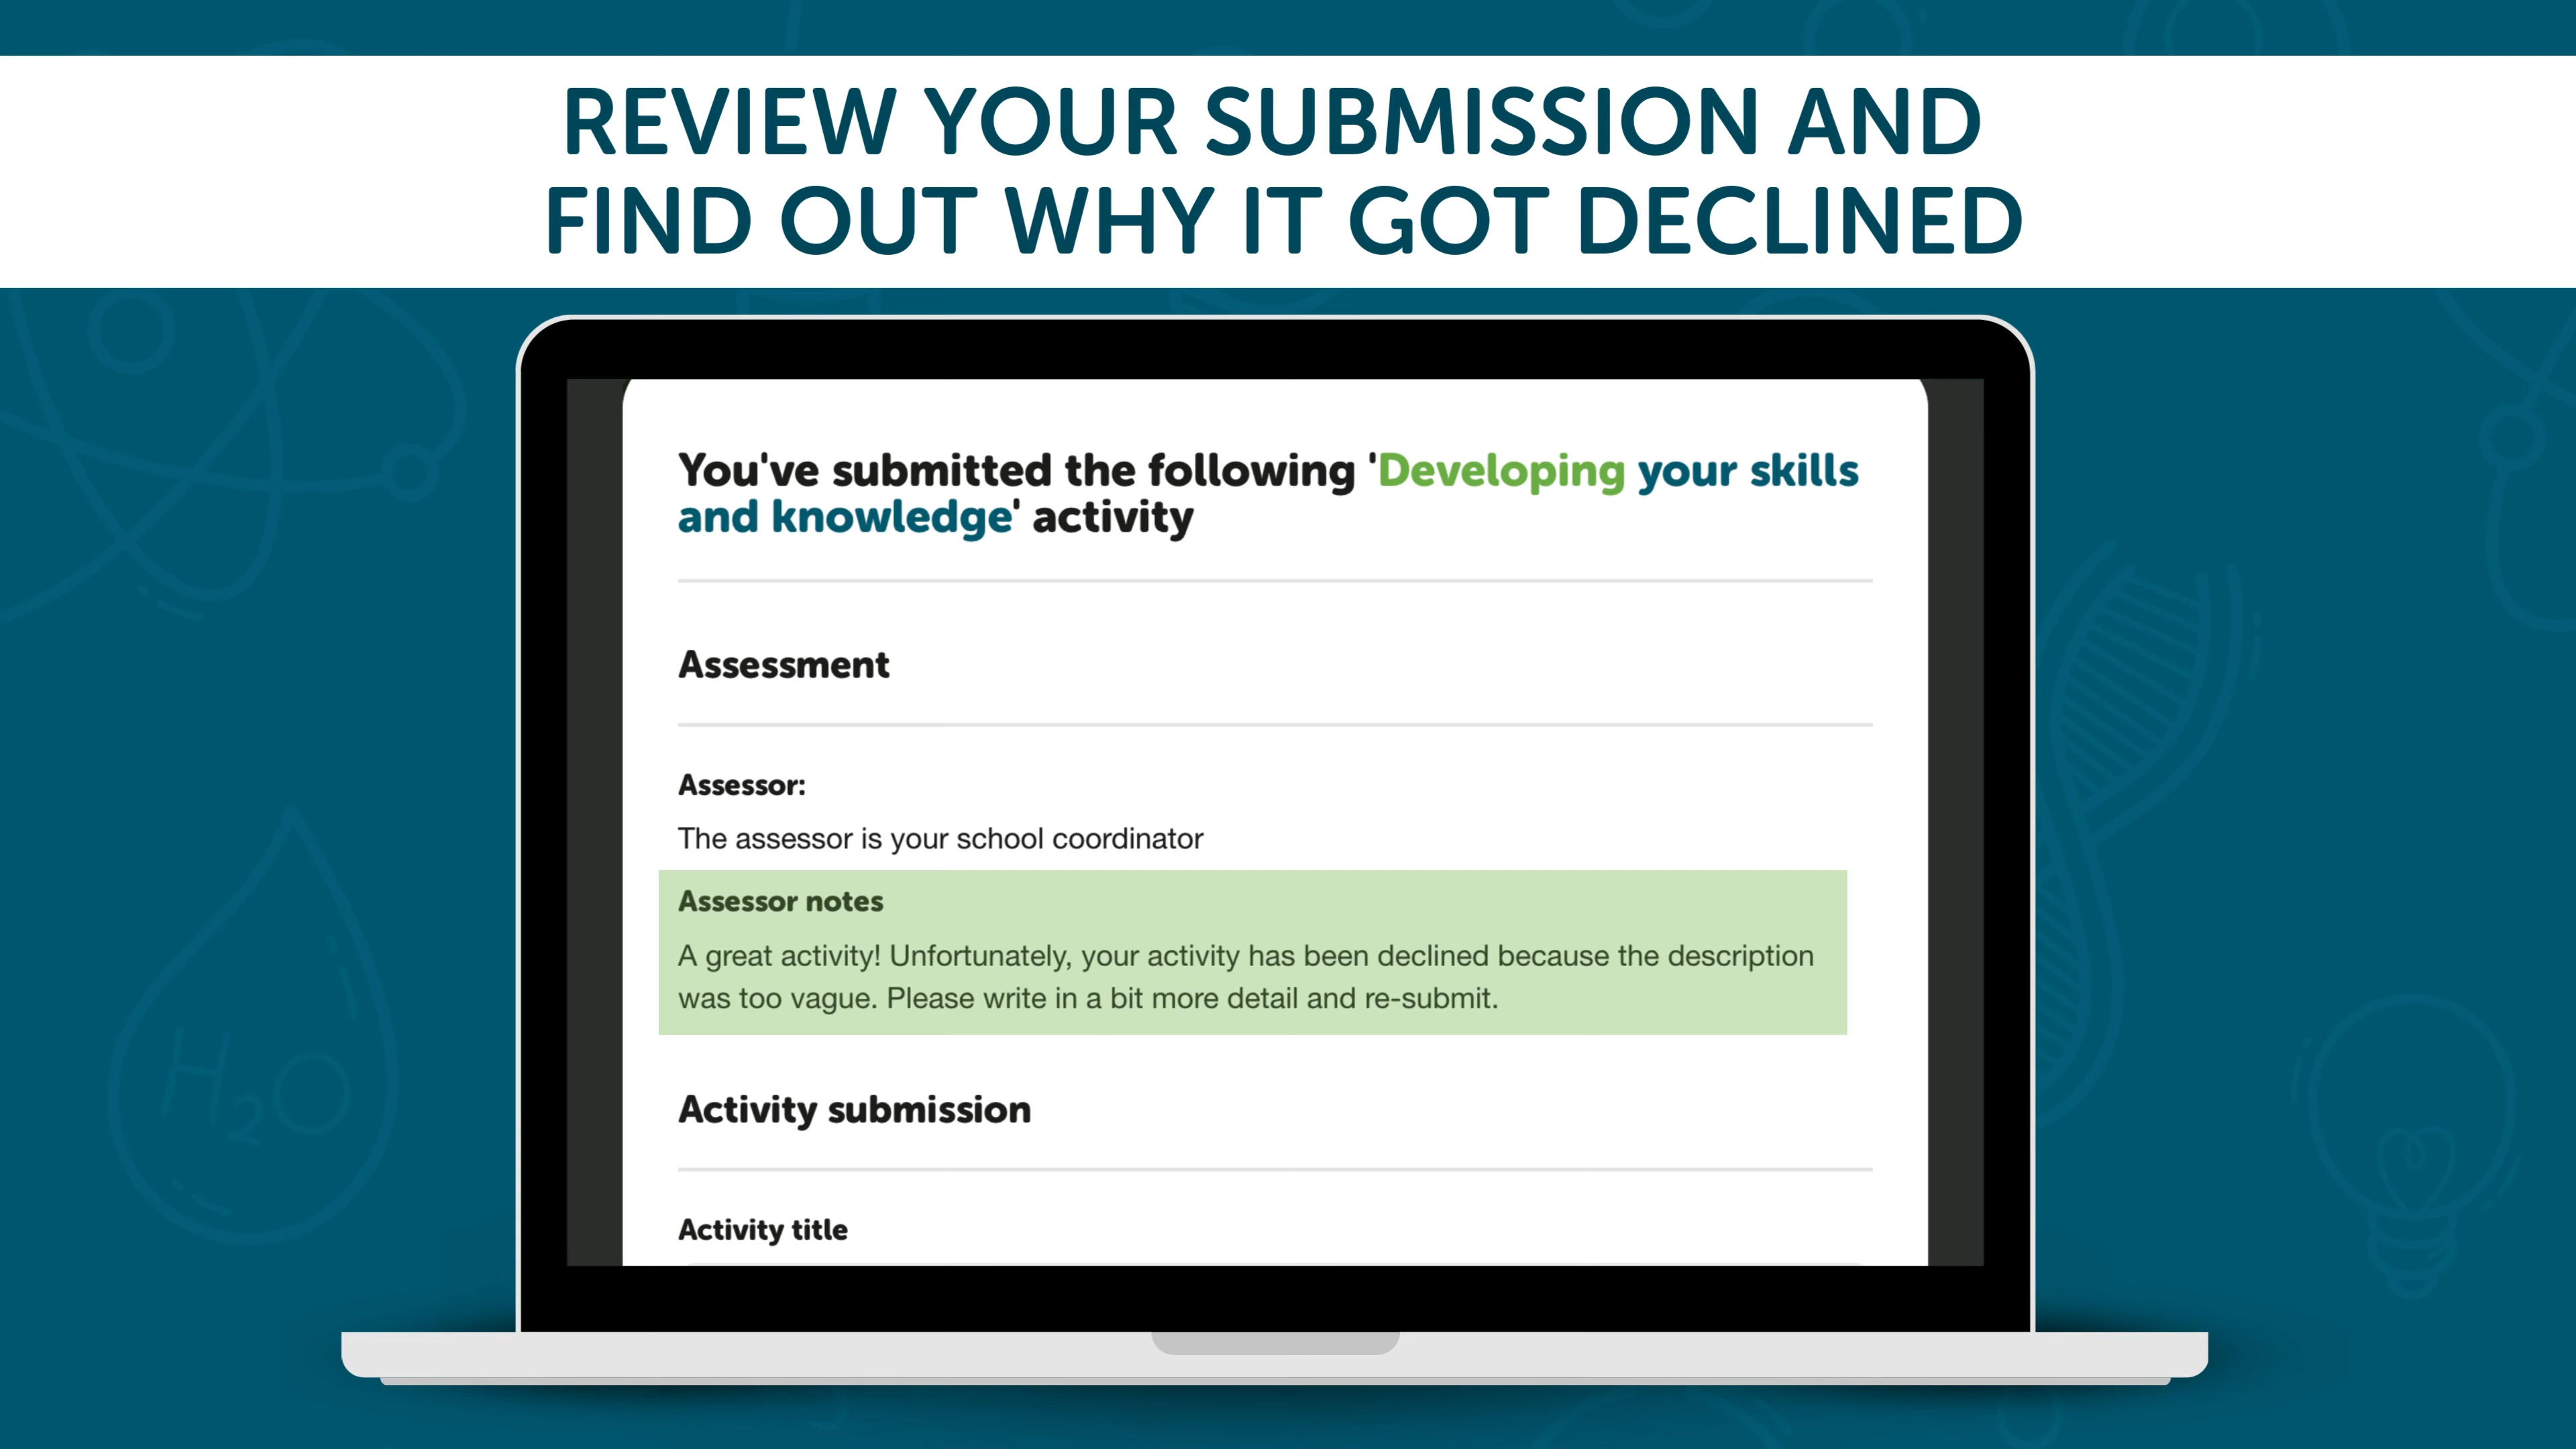 REVIEW YOUR SUBMISSION AND
FIND OUT WHY IT GOT DECLINED
You've submitted the following 'Developing your skills
and knowledge' activity
Assessment
Assessor:
The assessor is your school coordinator
Assessor notes
A great activity! Unfortunately, your activity has been declined because the description
was too vague. Please write in a bit more detail and re-submit.
Activity submission
Activity title
H₂O